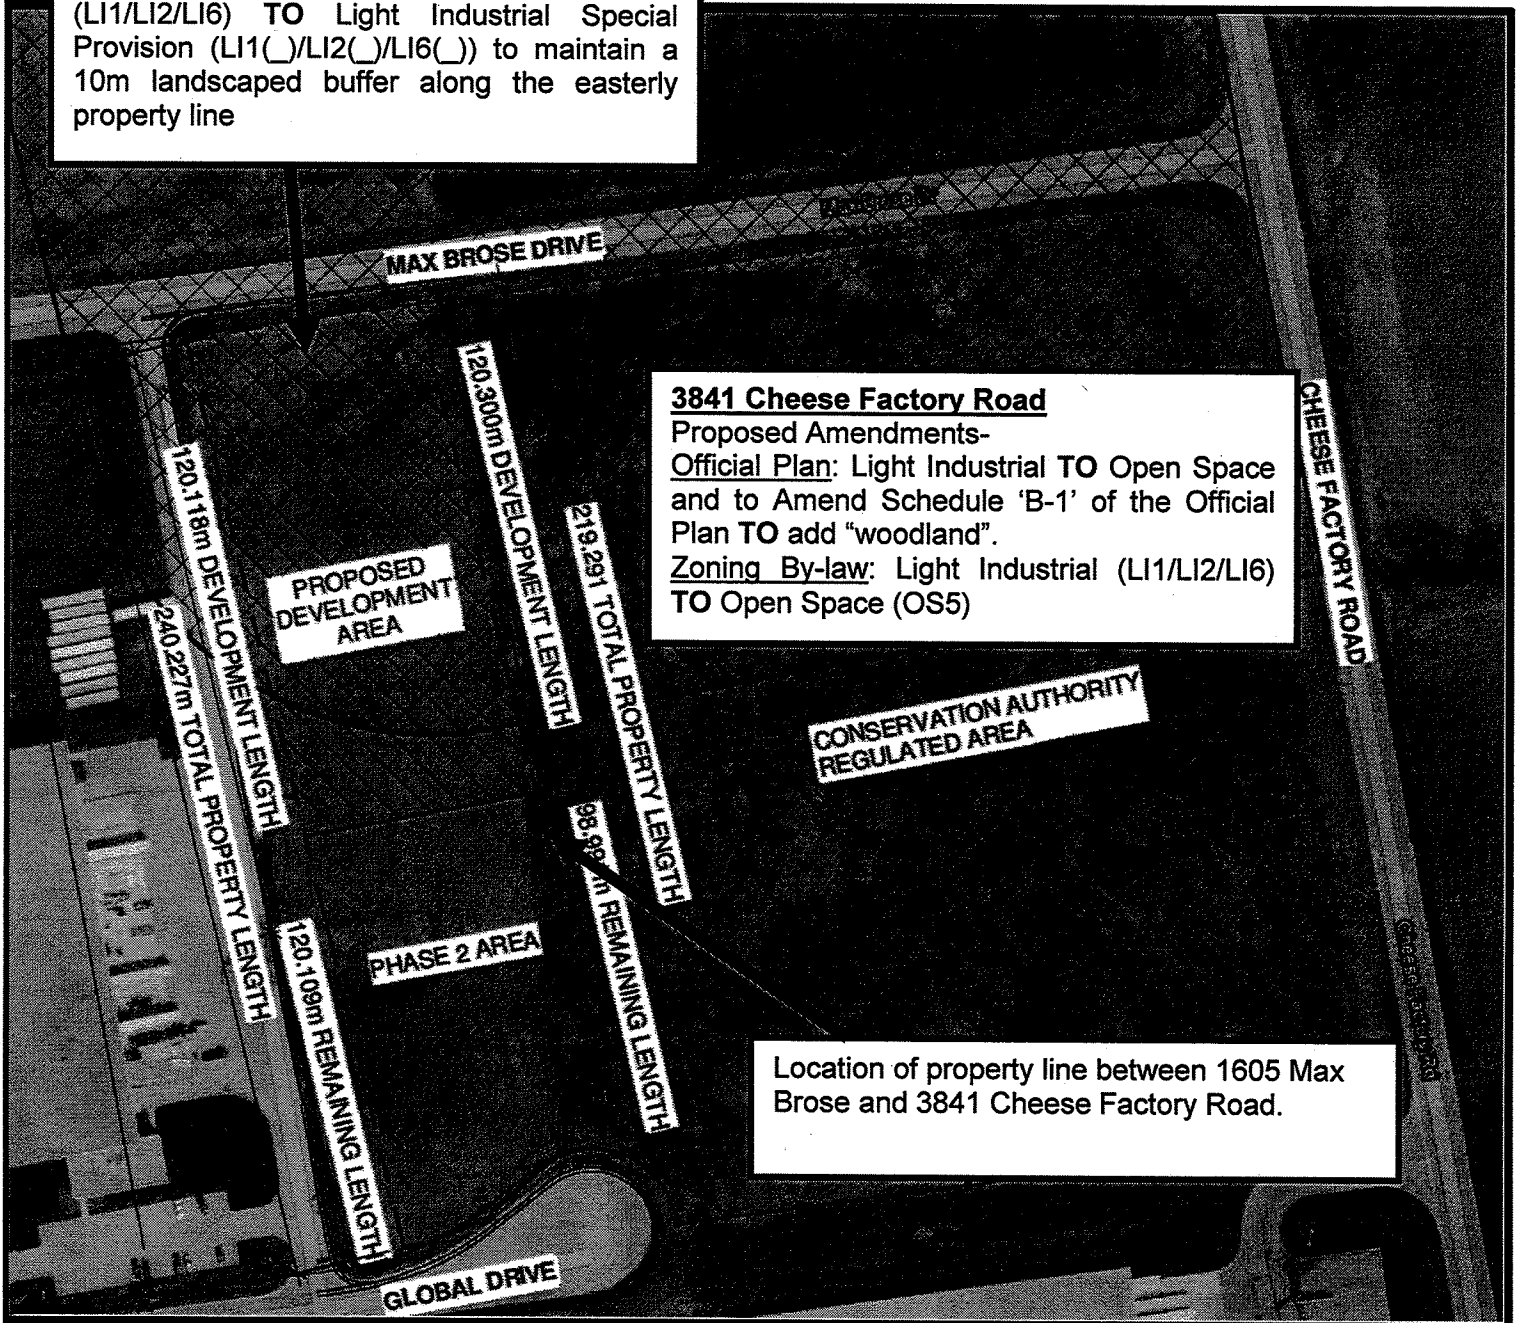 (LI1/LI2/LI6) TO Light Industrial Special
Provision (LI1(_)/LI2(_)/LI6(_)) to maintain a
10m landscaped buffer along the easterly
property line
MAX BROSE DRIVE
3841 Cheese Factory Road
Proposed Amendments-
Official Plan: Light Industrial TO Open Space
and to Amend Schedule ‘B-1’ of the Official
Plan TO add “woodland”.
Zoning By-law: Light Industrial (LI1/LI2/LI6)
TO Open Space (OS5)
CHEESE FACTORY ROAD
120.300m DEVELOPMENT LENGTH
120.118m DEVELOPMENT LENGTH
219.291 TOTAL PROPERTY LENGTH
PROPOSED
DEVELOPMENT
AREA
240.227m TOTAL PROPERTY LENGTH
CONSERVATION AUTHORITY
REGULATED AREA
REMAINING LENGTH
PHASE 2 AREA
120.109m REMAINING LENGTH
Cheese Factory Rd
Location of property line between 1605 Max
Brose and 3841 Cheese Factory Road.
GLOBAL DRIVE